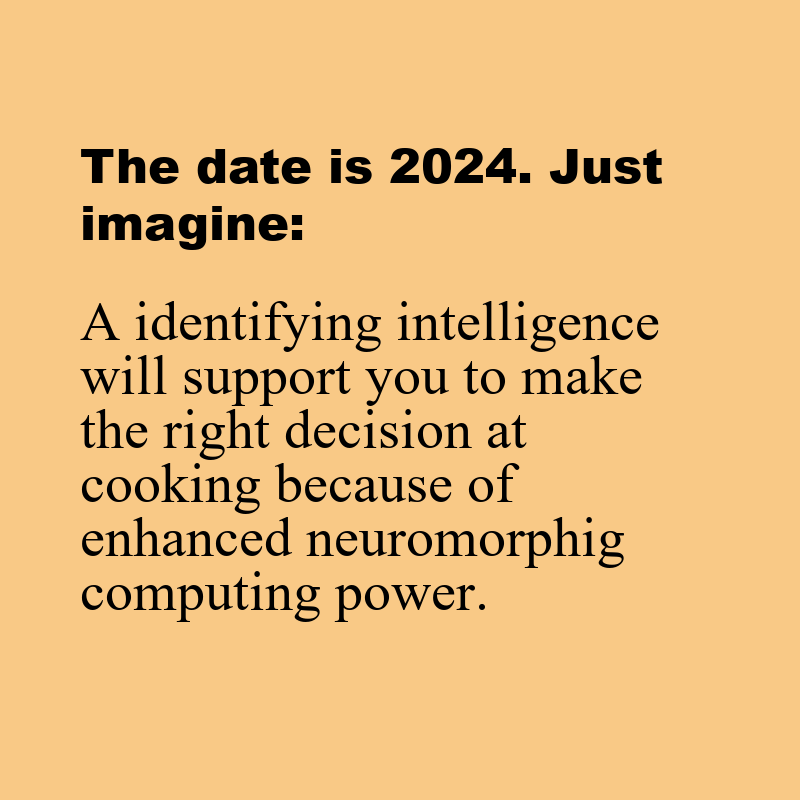 The date is 2024. Just
imagine:
A identifying intelligence
will support you to make
the right decision at
cooking because of
enhanced neuromorphig
computing power.